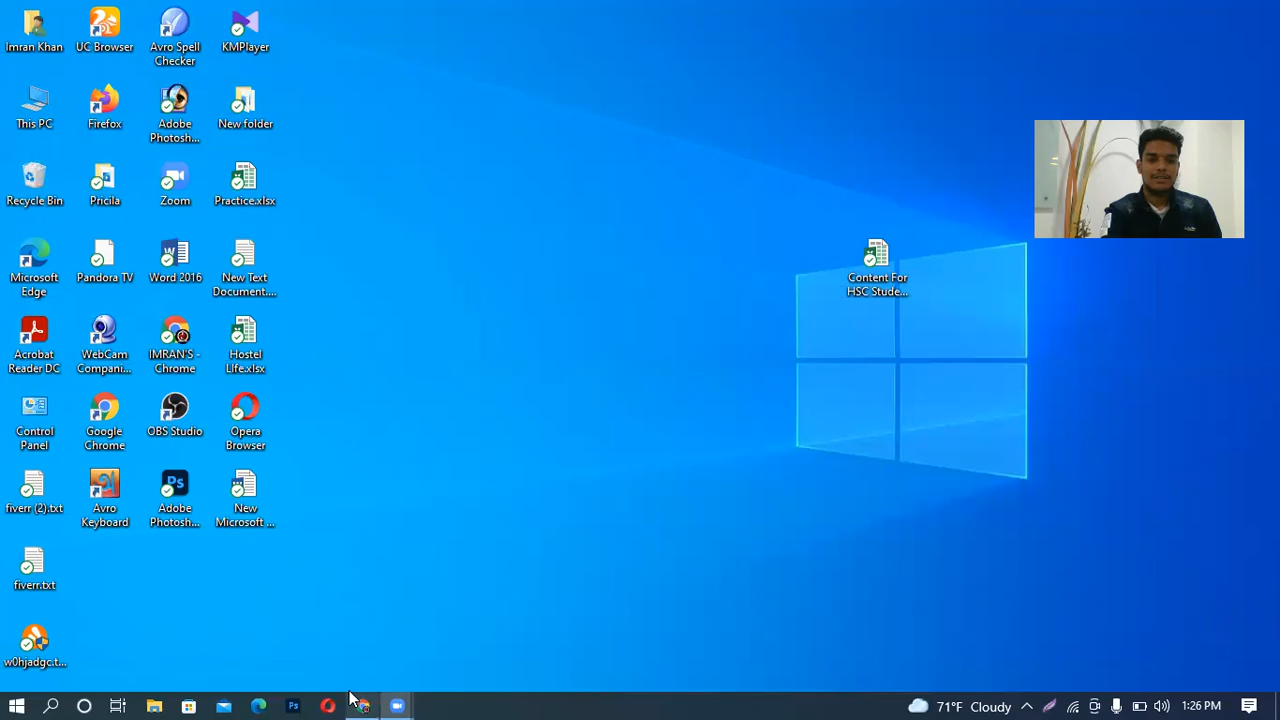 Imran Khan
UC Browser
Avro Spell
Checker
KMPlayer
This PC
Firefox
Adobe
Photosh...
New folder
Recycle Bin
Pricila
Zoom
Practice.xlsx
Microsoft
Edge
Pandora TV
Word 2016
New Text
Document....
Content For
HSC Stude...
Acrobat
Reader DC
WebCam
Compani...
IMRAN'S -
Chrome
Hostel
LIfe.xlsx
Control
Panel
Google
Chrome
OBS Studio
Opera
Browser
fiverr (2).txt
Avro
Keyboard
Ps
Adobe
Photosh...
New
Microsoft ...
fiverr.txt
w0hjadgc.t...
Ps
71°F Cloudy
1:26 PM